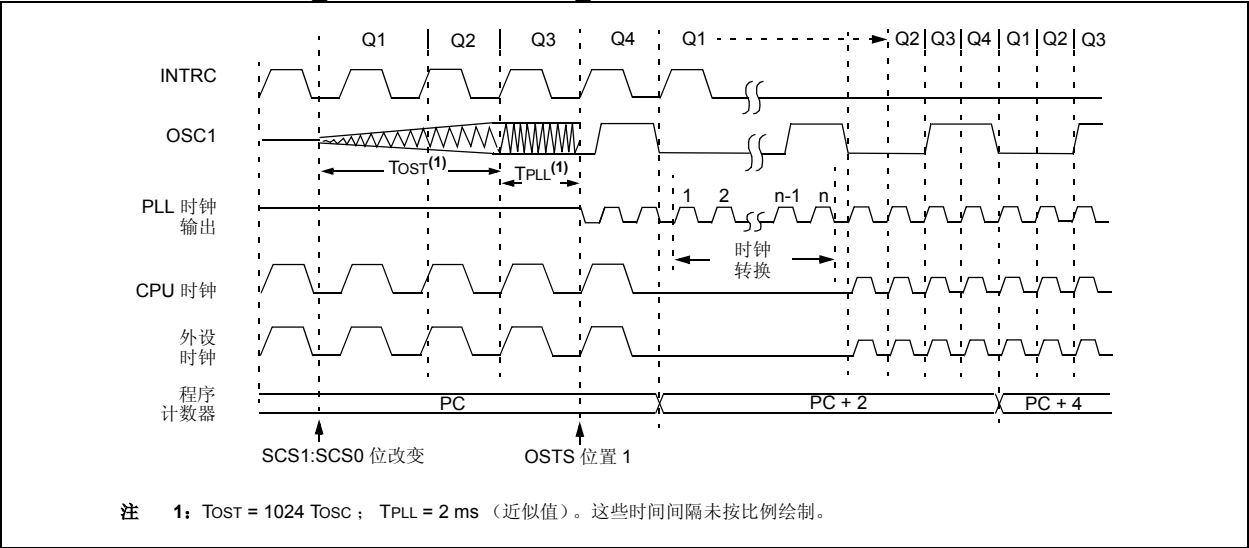 Q1 Q2 Q3 Q4 Q1 Q2 Q3 Q4 Q1 Q2 Q3
INTRC
OSC1
TOST(1) TPLL(1)
1 2 n-1 n
PLL 时钟
输出
时钟
转换
CPU 时钟
外设
时钟
程序
计数器
PC PC + 2 PC + 4
SCS1:SCS0 位改变 OSTS 位置 1
注 1: TOST = 1024 TOSC ; TPLL = 2 ms （近似值）。这些时间间隔未按比例绘制。